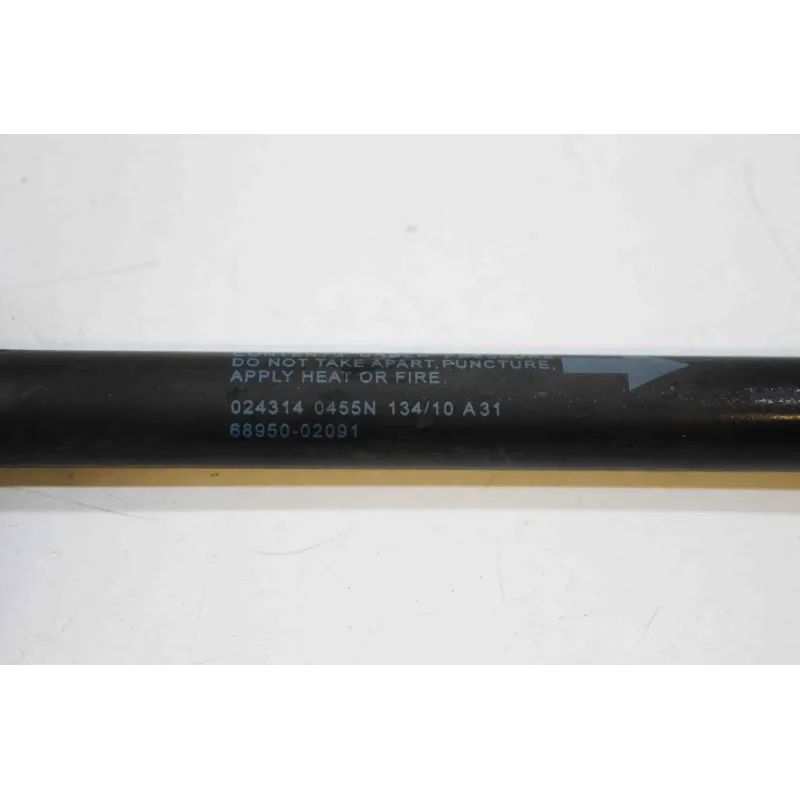 DO NOT TAKE APART, PUNCTURE,
APPLY HEAT OR FIRE.
024314 0455N 134/10 A31
68950-02091